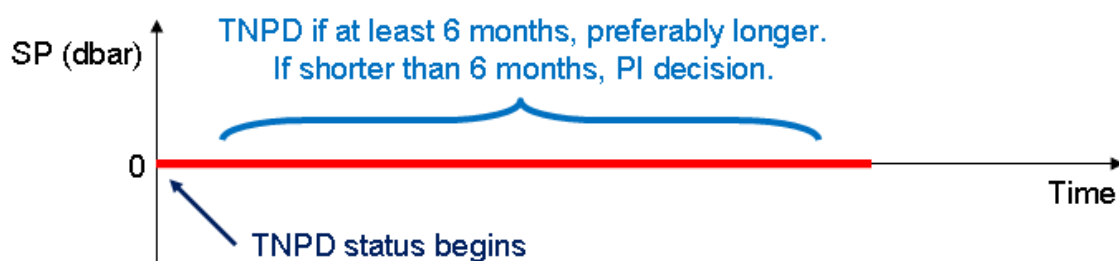 TNPD if at least 6 months, preferably longer.
SP (dbar)
If shorter than 6 months, PI decision.
0
Time
TNPD status begins